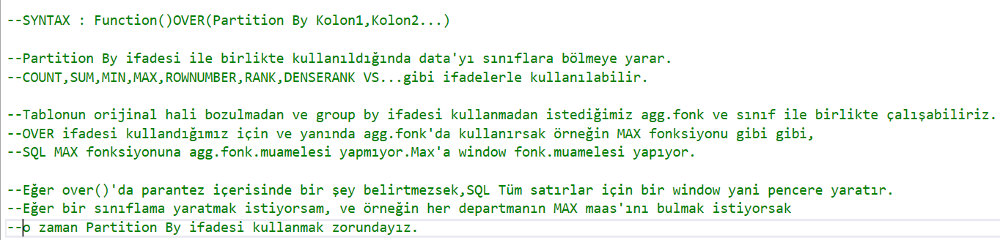 --SYNTAX : Function()OVER(Partition By Kolon1,Kolon2...)
--Partition By ifadesi ile birlikte kullanıldığında data'yı sınıflara bölmeye yarar.
--COUNT,SUM,MIN,MAX,ROWNUMBER,RANK,DENSERANK VS...gibi ifadelerle kullanılabilir.
--Tablonun orijinal hali bozulmadan ve group by ifadesi kullanmadan istediğimiz agg.fonk ve sınıf ile birlikte çalışabiliriz.
--OVER ifadesi kullandığımız için ve yanında agg.fonk'da kullanırsak örneğin MAX fonksiyonu gibi gibi,
--SQL MAX fonksiyonuna agg.fonk.muamelesi yapmıyor.Max'a window fonk.muamelesi yapıyor.
--Eğer over()'da parantez içerisinde bir şey belirtmezsek,SQL Tüm satırlar için bir window yani pencere yaratır.
--Eğer bir sınıflama yaratmak istiyorsam, ve örneğin her departmanın MAX maas'ını bulmak istiyorsak
--o zaman Partition By ifadesi kullanmak zorundayız.